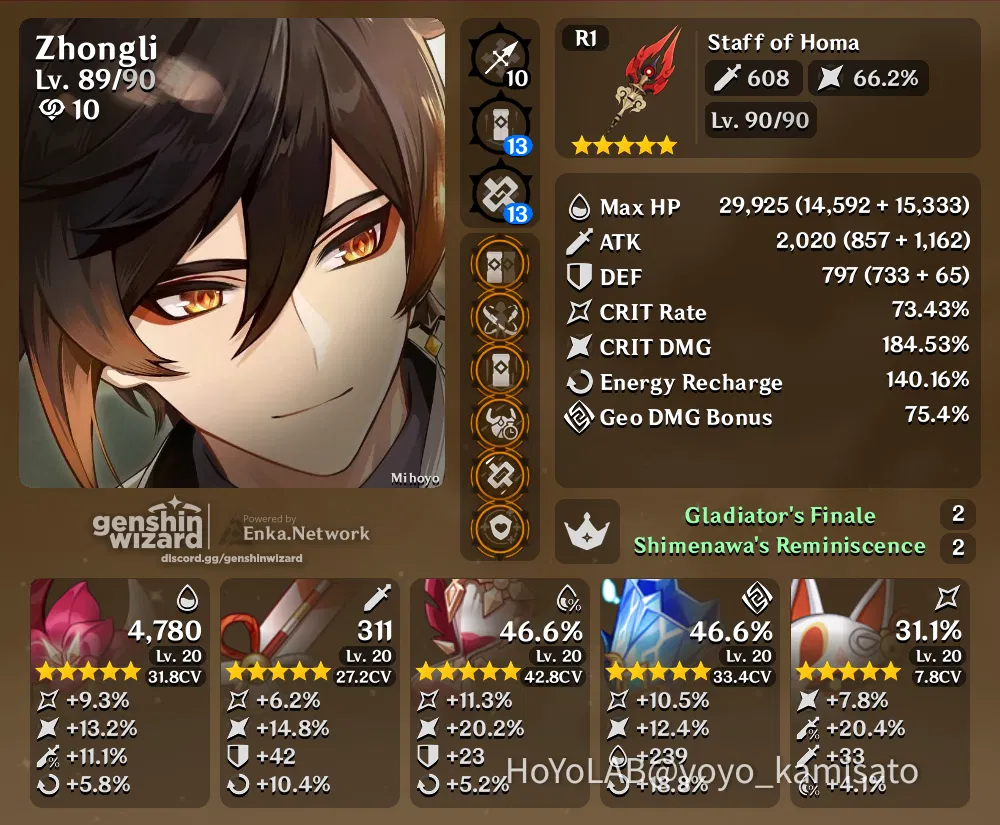 Zhongli
Lv. 89/90
10
Mihoyo
genshin
wizard
Powered by
Enka.Network
discord.gg/genshinwizard
10
13
13
R1
Staff of Homa
608
66.2%
Lv. 90/90
Max HP 29,925 (14,592 + 15,333)
ATK 2,020 (857 + 1,162)
DEF 797 (733 + 65)
CRIT Rate 73.43%
CRIT DMG 184.53%
Energy Recharge 140.16%
Geo DMG Bonus 75.4%
Gladiator's Finale 2
Shimenawa's Reminiscence 2
4,780
Lv. 20
31.8CV
+9.3%
+13.2%
+11.1%
+5.8%
311
Lv. 20
27.2CV
+6.2%
+14.8%
+42
+10.4%
46.6%
Lv. 20
42.8CV
+11.3%
+20.2%
+23
+5.2%
46.6%
Lv. 20
33.4CV
+10.5%
+12.4%
+239
31.1%
Lv. 20
7.8CV
+7.8%
+20.4%
+33
+4.1%
HoYoLAB@yoyo_kamisato